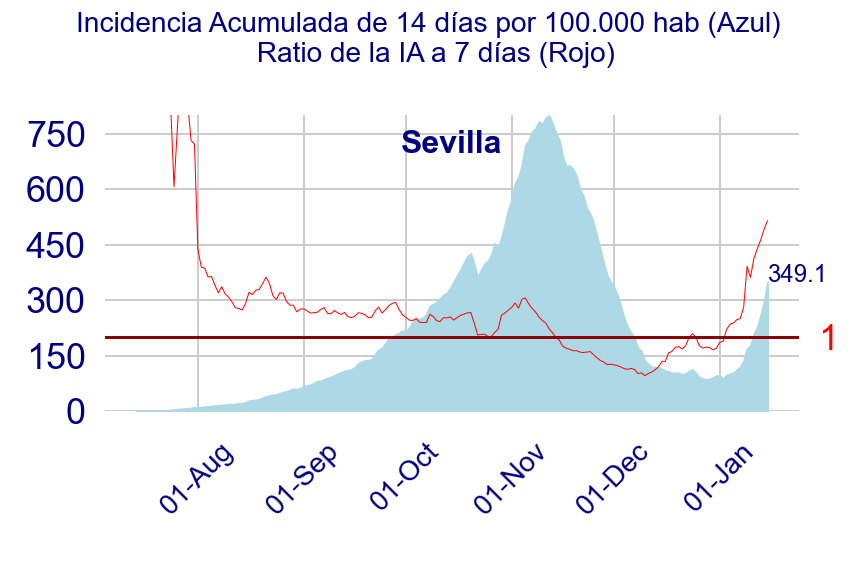 Incidencia Acumulada de 14 días por 100.000 hab (Azul)
Ratio de la IA a 7 días (Rojo)
Sevilla
750
600
450
300
150
0
349.1
1
01-Aug
01-Sep
01-Oct
01-Nov
01-Dec
01-Jan